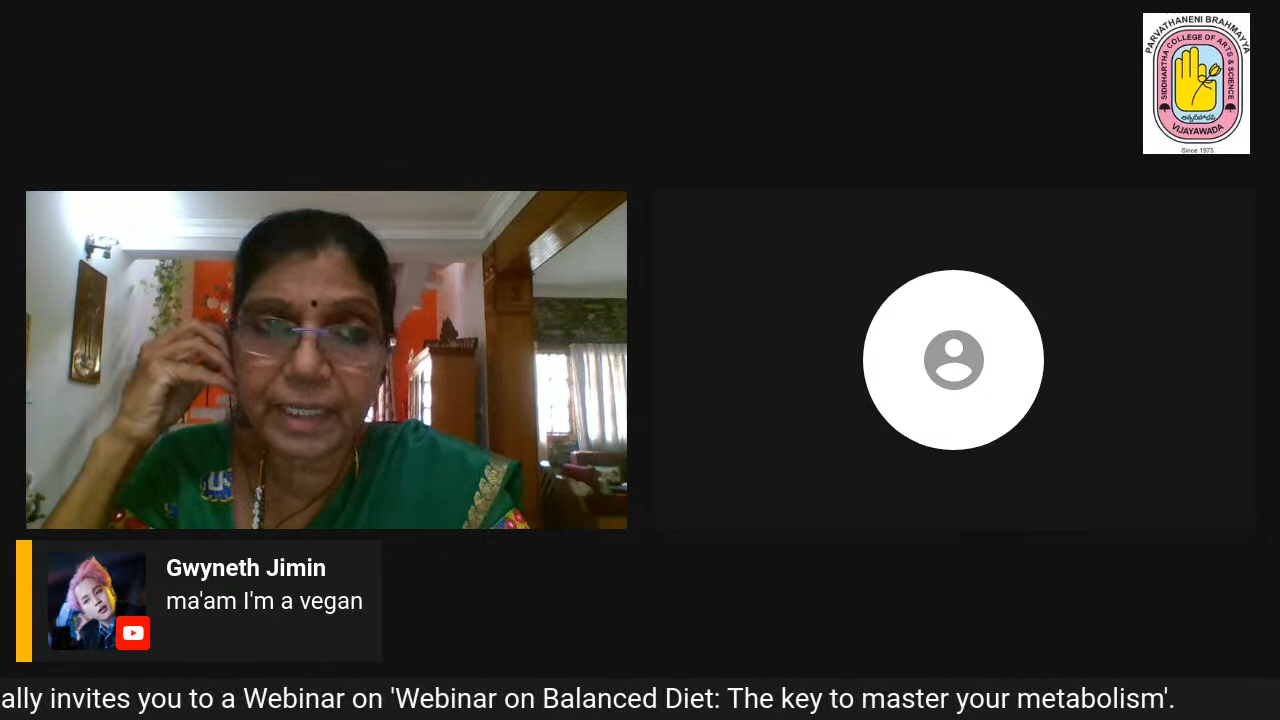 PARVATHANENI BRAHMAYYA
SIDDHARTHA COLLEGE OF ARTS & SCIENCE
VIJAYAWADA
Since 1975
Gwyneth Jimin
ma'am I'm a vegan
ally invites you to a Webinar on 'Webinar on Balanced Diet: The key to master your metabolism'.